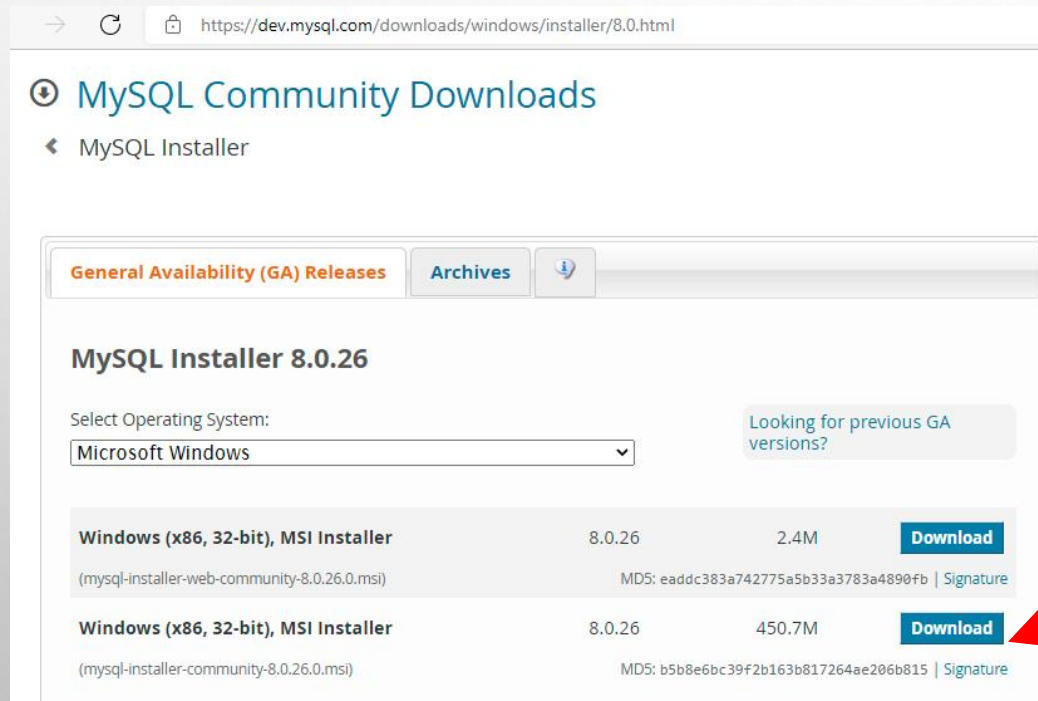 https://dev.mysql.com/downloads/windows/installer/8.0.html
MySQL Community Downloads
MySQL Installer
General Availability (GA) Releases
Archives
MySQL Installer 8.0.26
Select Operating System:
Looking for previous GA
versions?
Microsoft Windows
Windows (x86, 32-bit), MSI Installer 8.0.26 2.4M Download
(mysql-installer-web-community-8.0.26.0.msi) MD5: eaddc383a742775a5b33a3783a4890fb | Signature
Windows (x86, 32-bit), MSI Installer 8.0.26 450.7M Download
(mysql-installer-community-8.0.26.0.msi) MD5: b5b8e6bc39f2b163b817264ae206b815 | Signature